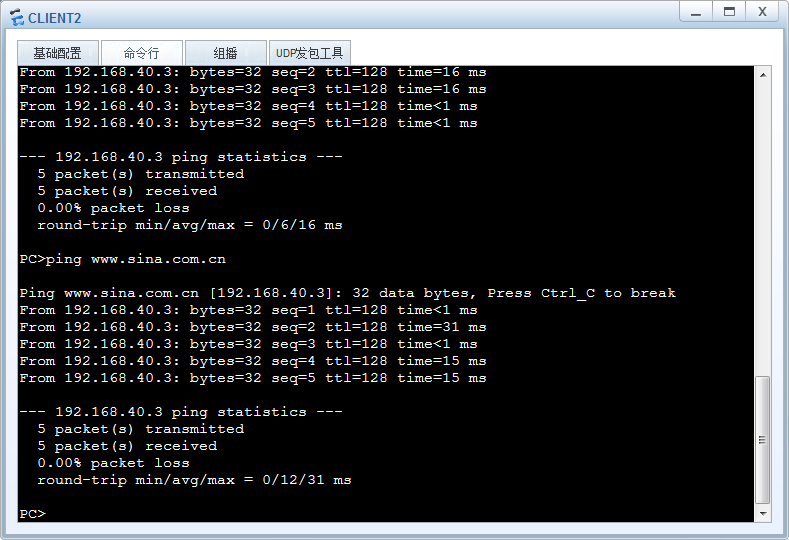 CLIENT2
基础配置 命令行 组播 UDP发包工具
From 192.168.40.3: bytes=32 seq=2 ttl=128 time=16 ms
From 192.168.40.3: bytes=32 seq=3 ttl=128 time=16 ms
From 192.168.40.3: bytes=32 seq=4 ttl=128 time<1 ms
From 192.168.40.3: bytes=32 seq=5 ttl=128 time<1 ms
--- 192.168.40.3 ping statistics ---
5 packet(s) transmitted
5 packet(s) received
0.00% packet loss
round-trip min/avg/max = 0/6/16 ms
PC>ping www.sina.com.cn
Ping www.sina.com.cn [192.168.40.3]: 32 data bytes, Press Ctrl_C to break
From 192.168.40.3: bytes=32 seq=1 ttl=128 time<1 ms
From 192.168.40.3: bytes=32 seq=2 ttl=128 time=31 ms
From 192.168.40.3: bytes=32 seq=3 ttl=128 time<1 ms
From 192.168.40.3: bytes=32 seq=4 ttl=128 time=15 ms
From 192.168.40.3: bytes=32 seq=5 ttl=128 time=15 ms
--- 192.168.40.3 ping statistics ---
5 packet(s) transmitted
5 packet(s) received
0.00% packet loss
round-trip min/avg/max = 0/12/31 ms
PC>